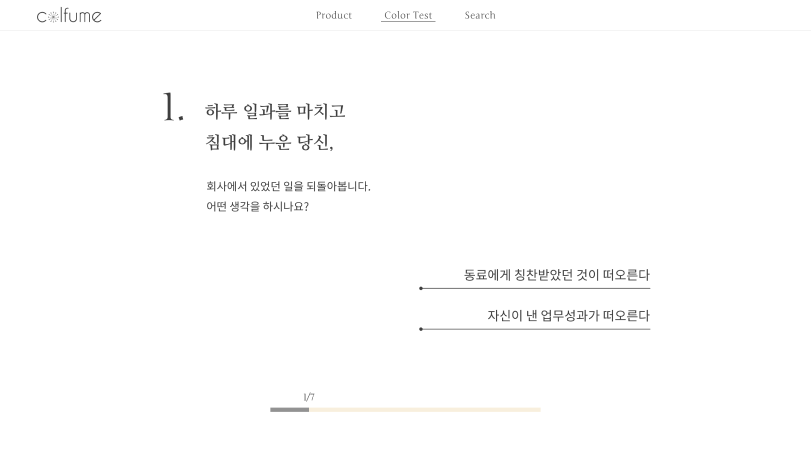 colfume
Product
Color Test
Search
1.
하루 일과를 마치고
침대에 누운 당신,
회사에서 있었던 일을 되돌아봅니다.
어떤 생각을 하시나요?
동료에게 칭찬받았던 것이 떠오른다
자신이 낸 업무성과가 떠오른다
1/7